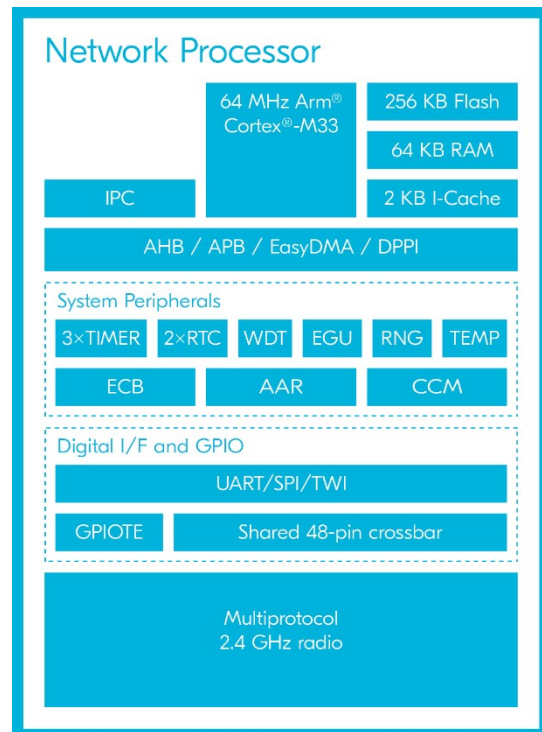 Network Processor
64 MHz Arm®
Cortex®-M33
256 KB Flash
64 KB RAM
IPC
2 KB I-Cache
AHB / APB / EasyDMA / DPPI
System Peripherals
3×TIMER
2×RTC
WDT
EGU
RNG
TEMP
ECB
AAR
CCM
Digital I/F and GPIO
UART/SPI/TWI
GPIOTE
Shared 48-pin crossbar
Multiprotocol
2.4 GHz radio